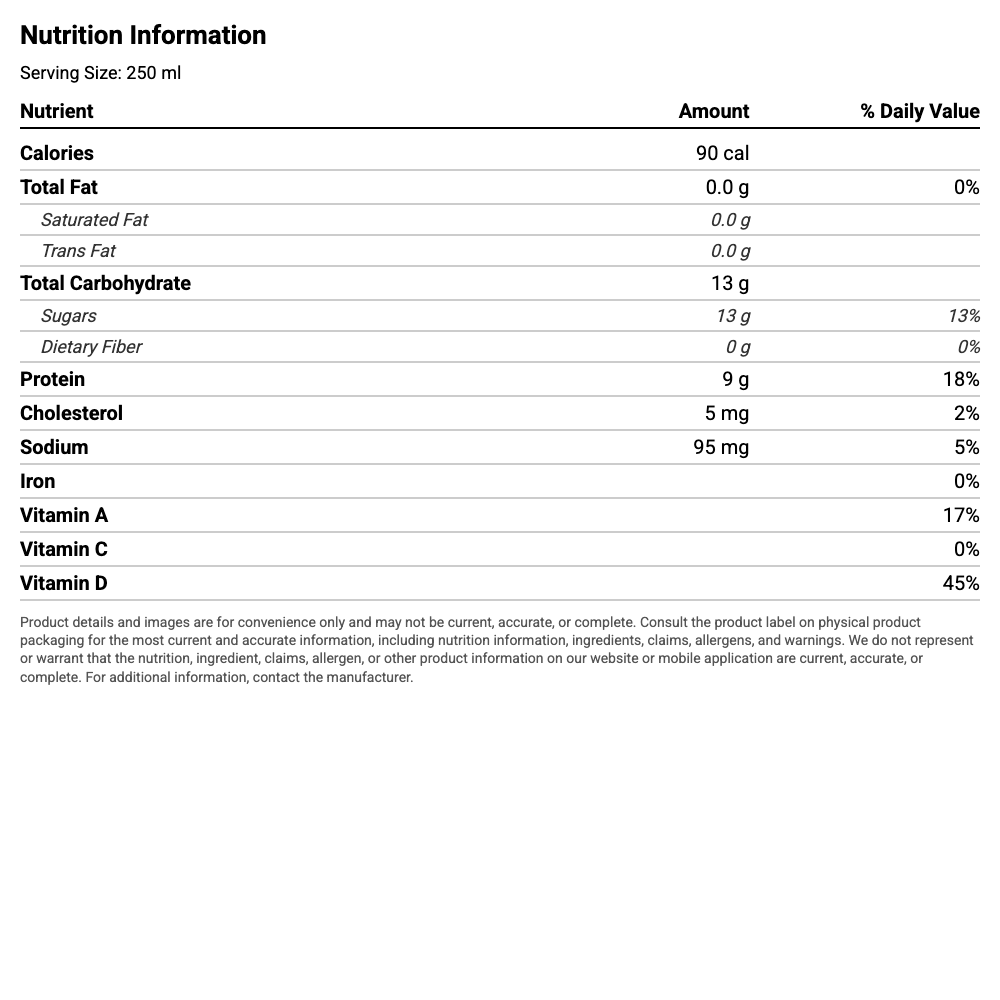 Nutrition Information
Serving Size: 250 ml
Nutrient Amount % Daily Value
Calories 90 cal
Total Fat 0.0 g 0%
Saturated Fat 0.0 g
Trans Fat 0.0 g
Total Carbohydrate 13 g
Sugars 13 g 13%
Dietary Fiber 0 g 0%
Protein 9 g 18%
Cholesterol 5 mg 2%
Sodium 95 mg 5%
Iron 0%
Vitamin A 17%
Vitamin C 0%
Vitamin D 45%
Product details and images are for convenience only and may not be current, accurate, or complete. Consult the product label on physical product
packaging for the most current and accurate information, including nutrition information, ingredients, claims, allergens, and warnings. We do not represent
or warrant that the nutrition, ingredient, claims, allergen, or other product information on our website or mobile application are current, accurate, or
complete. For additional information, contact the manufacturer.